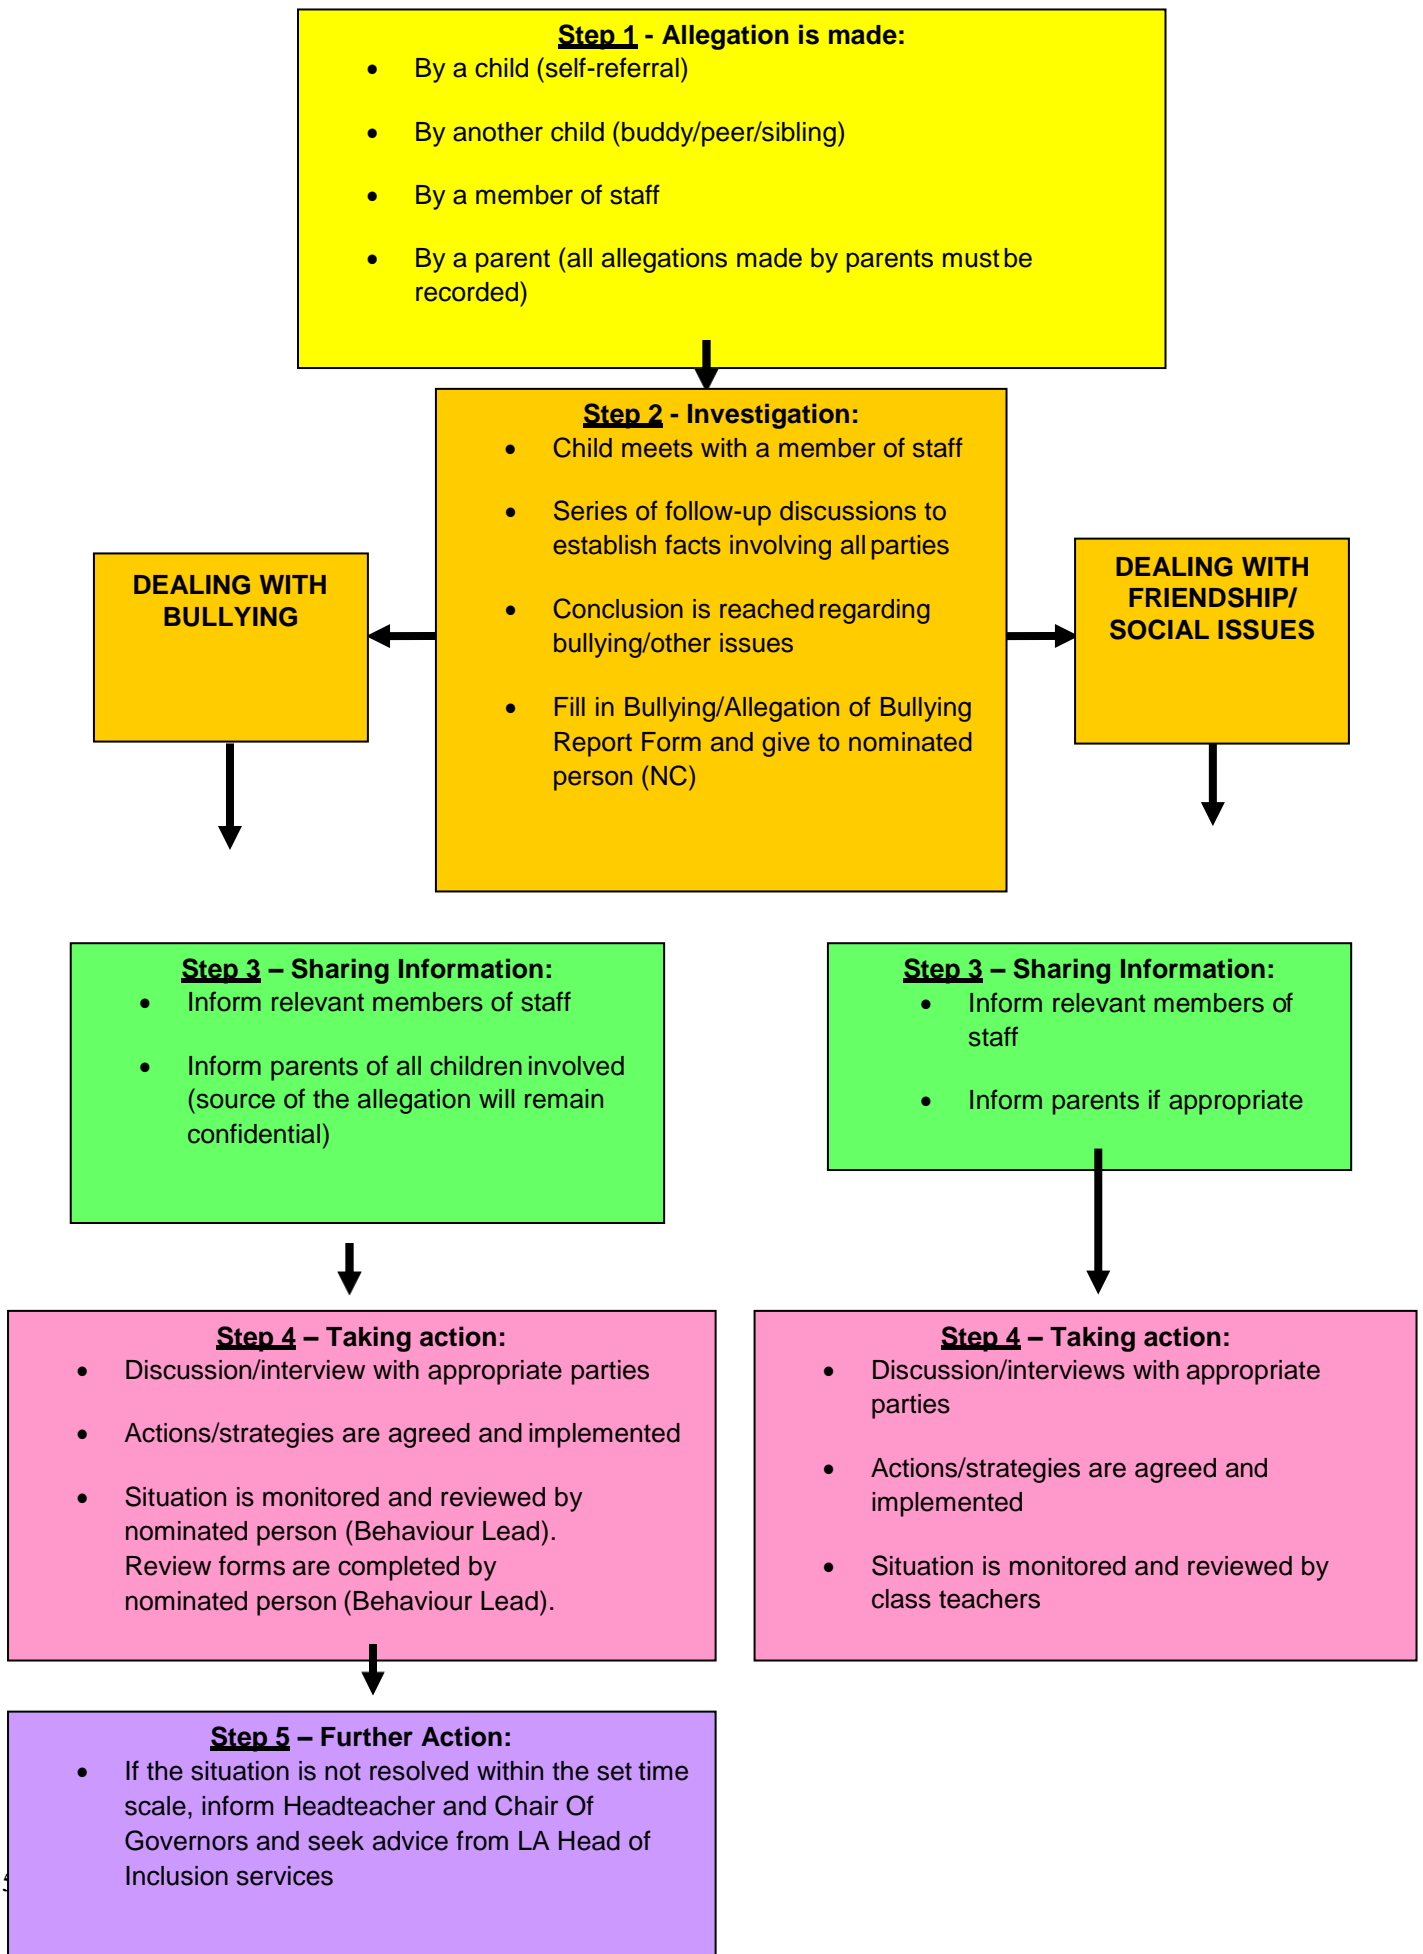 Step 1 - Allegation is made:
• By a child (self-referral)
• By another child (buddy/peer/sibling)
• By a member of staff
• By a parent (all allegations made by parents must be
recorded)
Step 2 - Investigation:
• Child meets with a member of staff
• Series of follow-up discussions to
establish facts involving all parties
• Conclusion is reached regarding
bullying/other issues
• Fill in Bullying/Allegation of Bullying
Report Form and give to nominated
person (NC)
DEALING WITH
BULLYING
DEALING WITH
FRIENDSHIP/
SOCIAL ISSUES
Step 3 – Sharing Information:
• Inform relevant members of staff
• Inform parents of all children involved
(source of the allegation will remain
confidential)
Step 3 – Sharing Information:
• Inform relevant members of
staff
• Inform parents if appropriate
Step 4 – Taking action:
• Discussion/interview with appropriate parties
• Actions/strategies are agreed and implemented
• Situation is monitored and reviewed by
nominated person (Behaviour Lead).
Review forms are completed by
nominated person (Behaviour Lead).
Step 4 – Taking action:
• Discussion/interviews with appropriate
parties
• Actions/strategies are agreed and
implemented
• Situation is monitored and reviewed by
class teachers
Step 5 – Further Action:
• If the situation is not resolved within the set time
scale, inform Headteacher and Chair Of
Governors and seek advice from LA Head of
Inclusion services